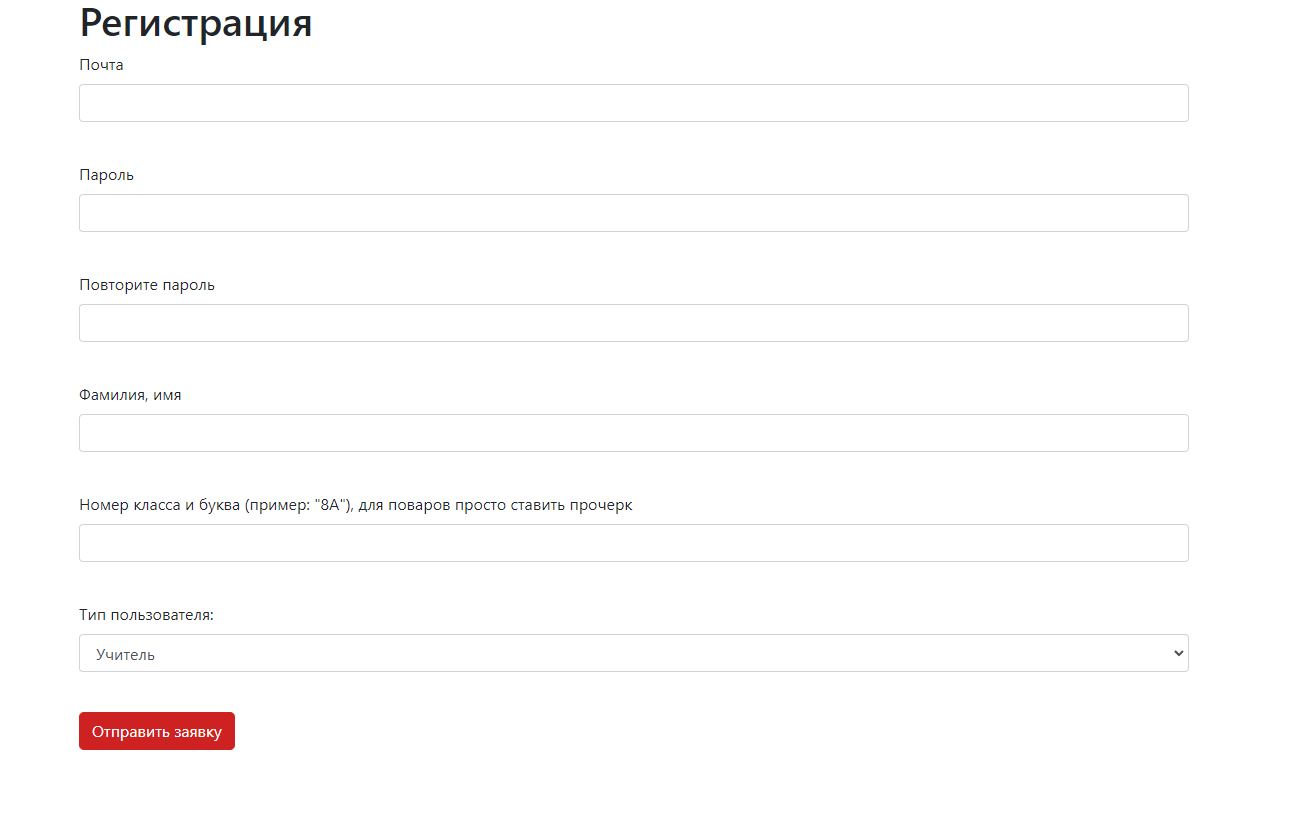 Регистрация
Почта
Пароль
Повторите пароль
Фамилия, имя
Номер класса и буква (пример: "8А"), для поваров просто ставить прочерк
Тип пользователя:
Учитель
Отправить заявку